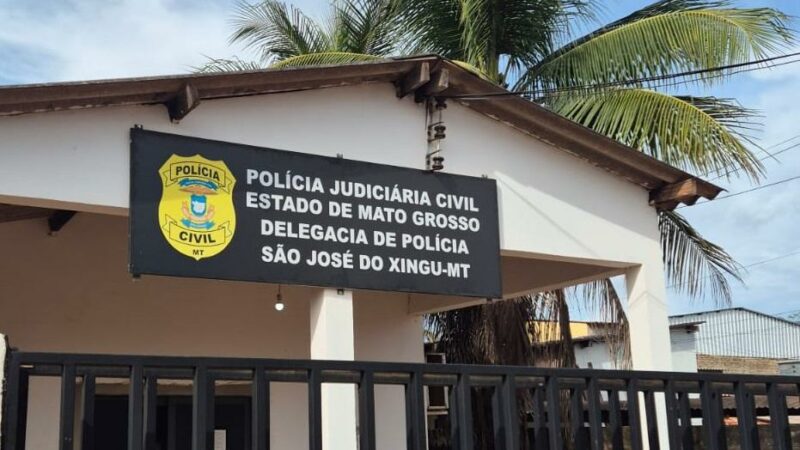 POLÍCIA
CIVIL
MT
POLÍCIA JUDICIÁRIA CIVIL
ESTADO DE MATO GROSSO
DELEGACIA DE POLÍCIA
SÃO JOSÉ DO XINGU-MT